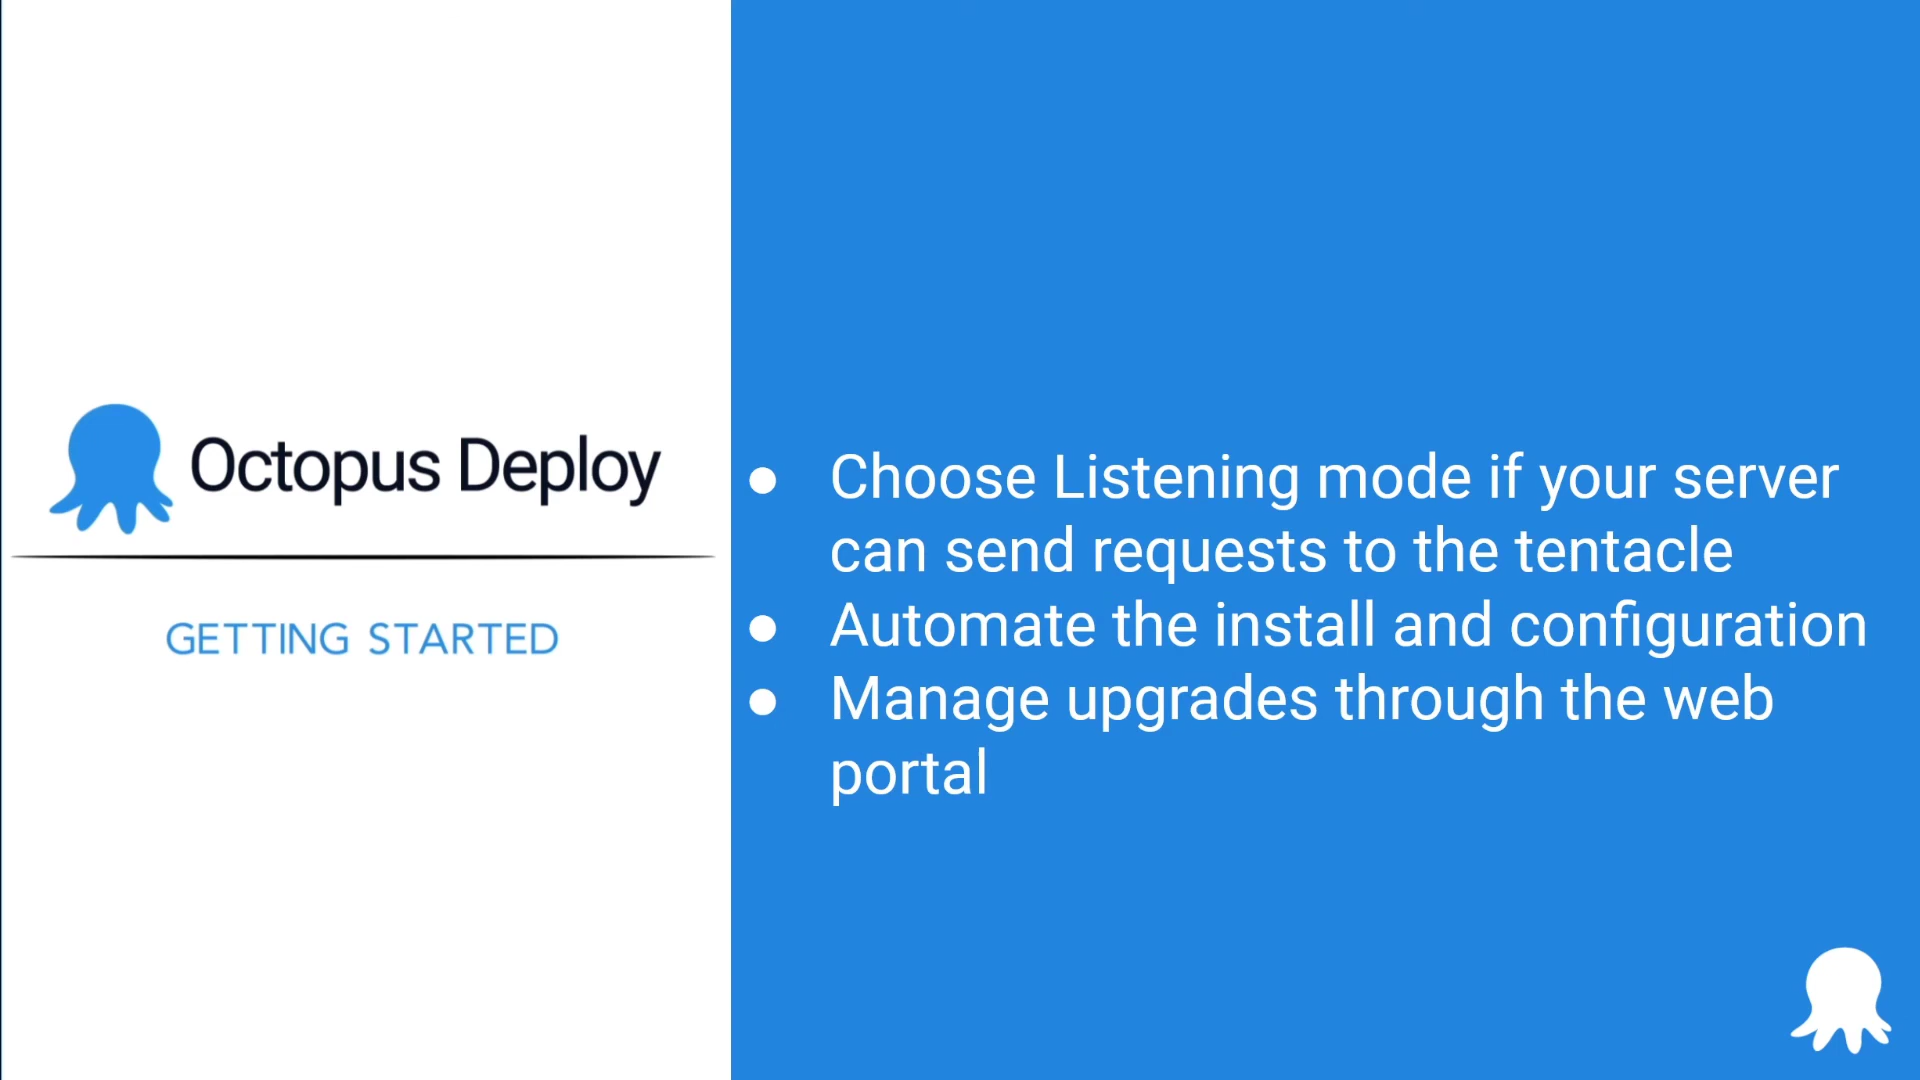 Octopus Deploy
GETTING STARTED
● Choose Listening mode if your server
can send requests to the tentacle
● Automate the install and configuration
● Manage upgrades through the web
portal